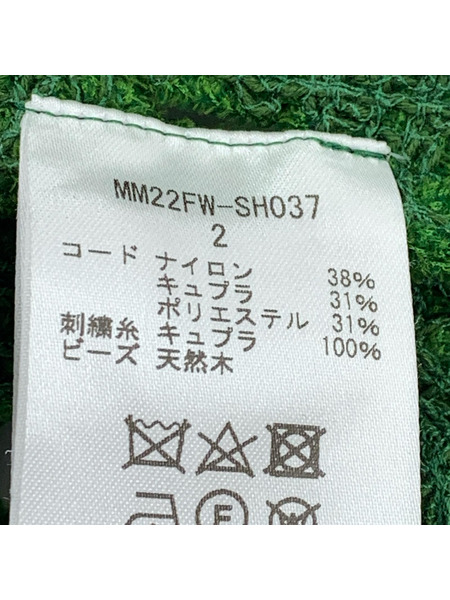 MM22FW-SH037
2
コード ナイロン 38%
キュプラ 31%
ポリエステル 31%
刺繍糸 キュプラ 100%
ビーズ 天然木
F
W